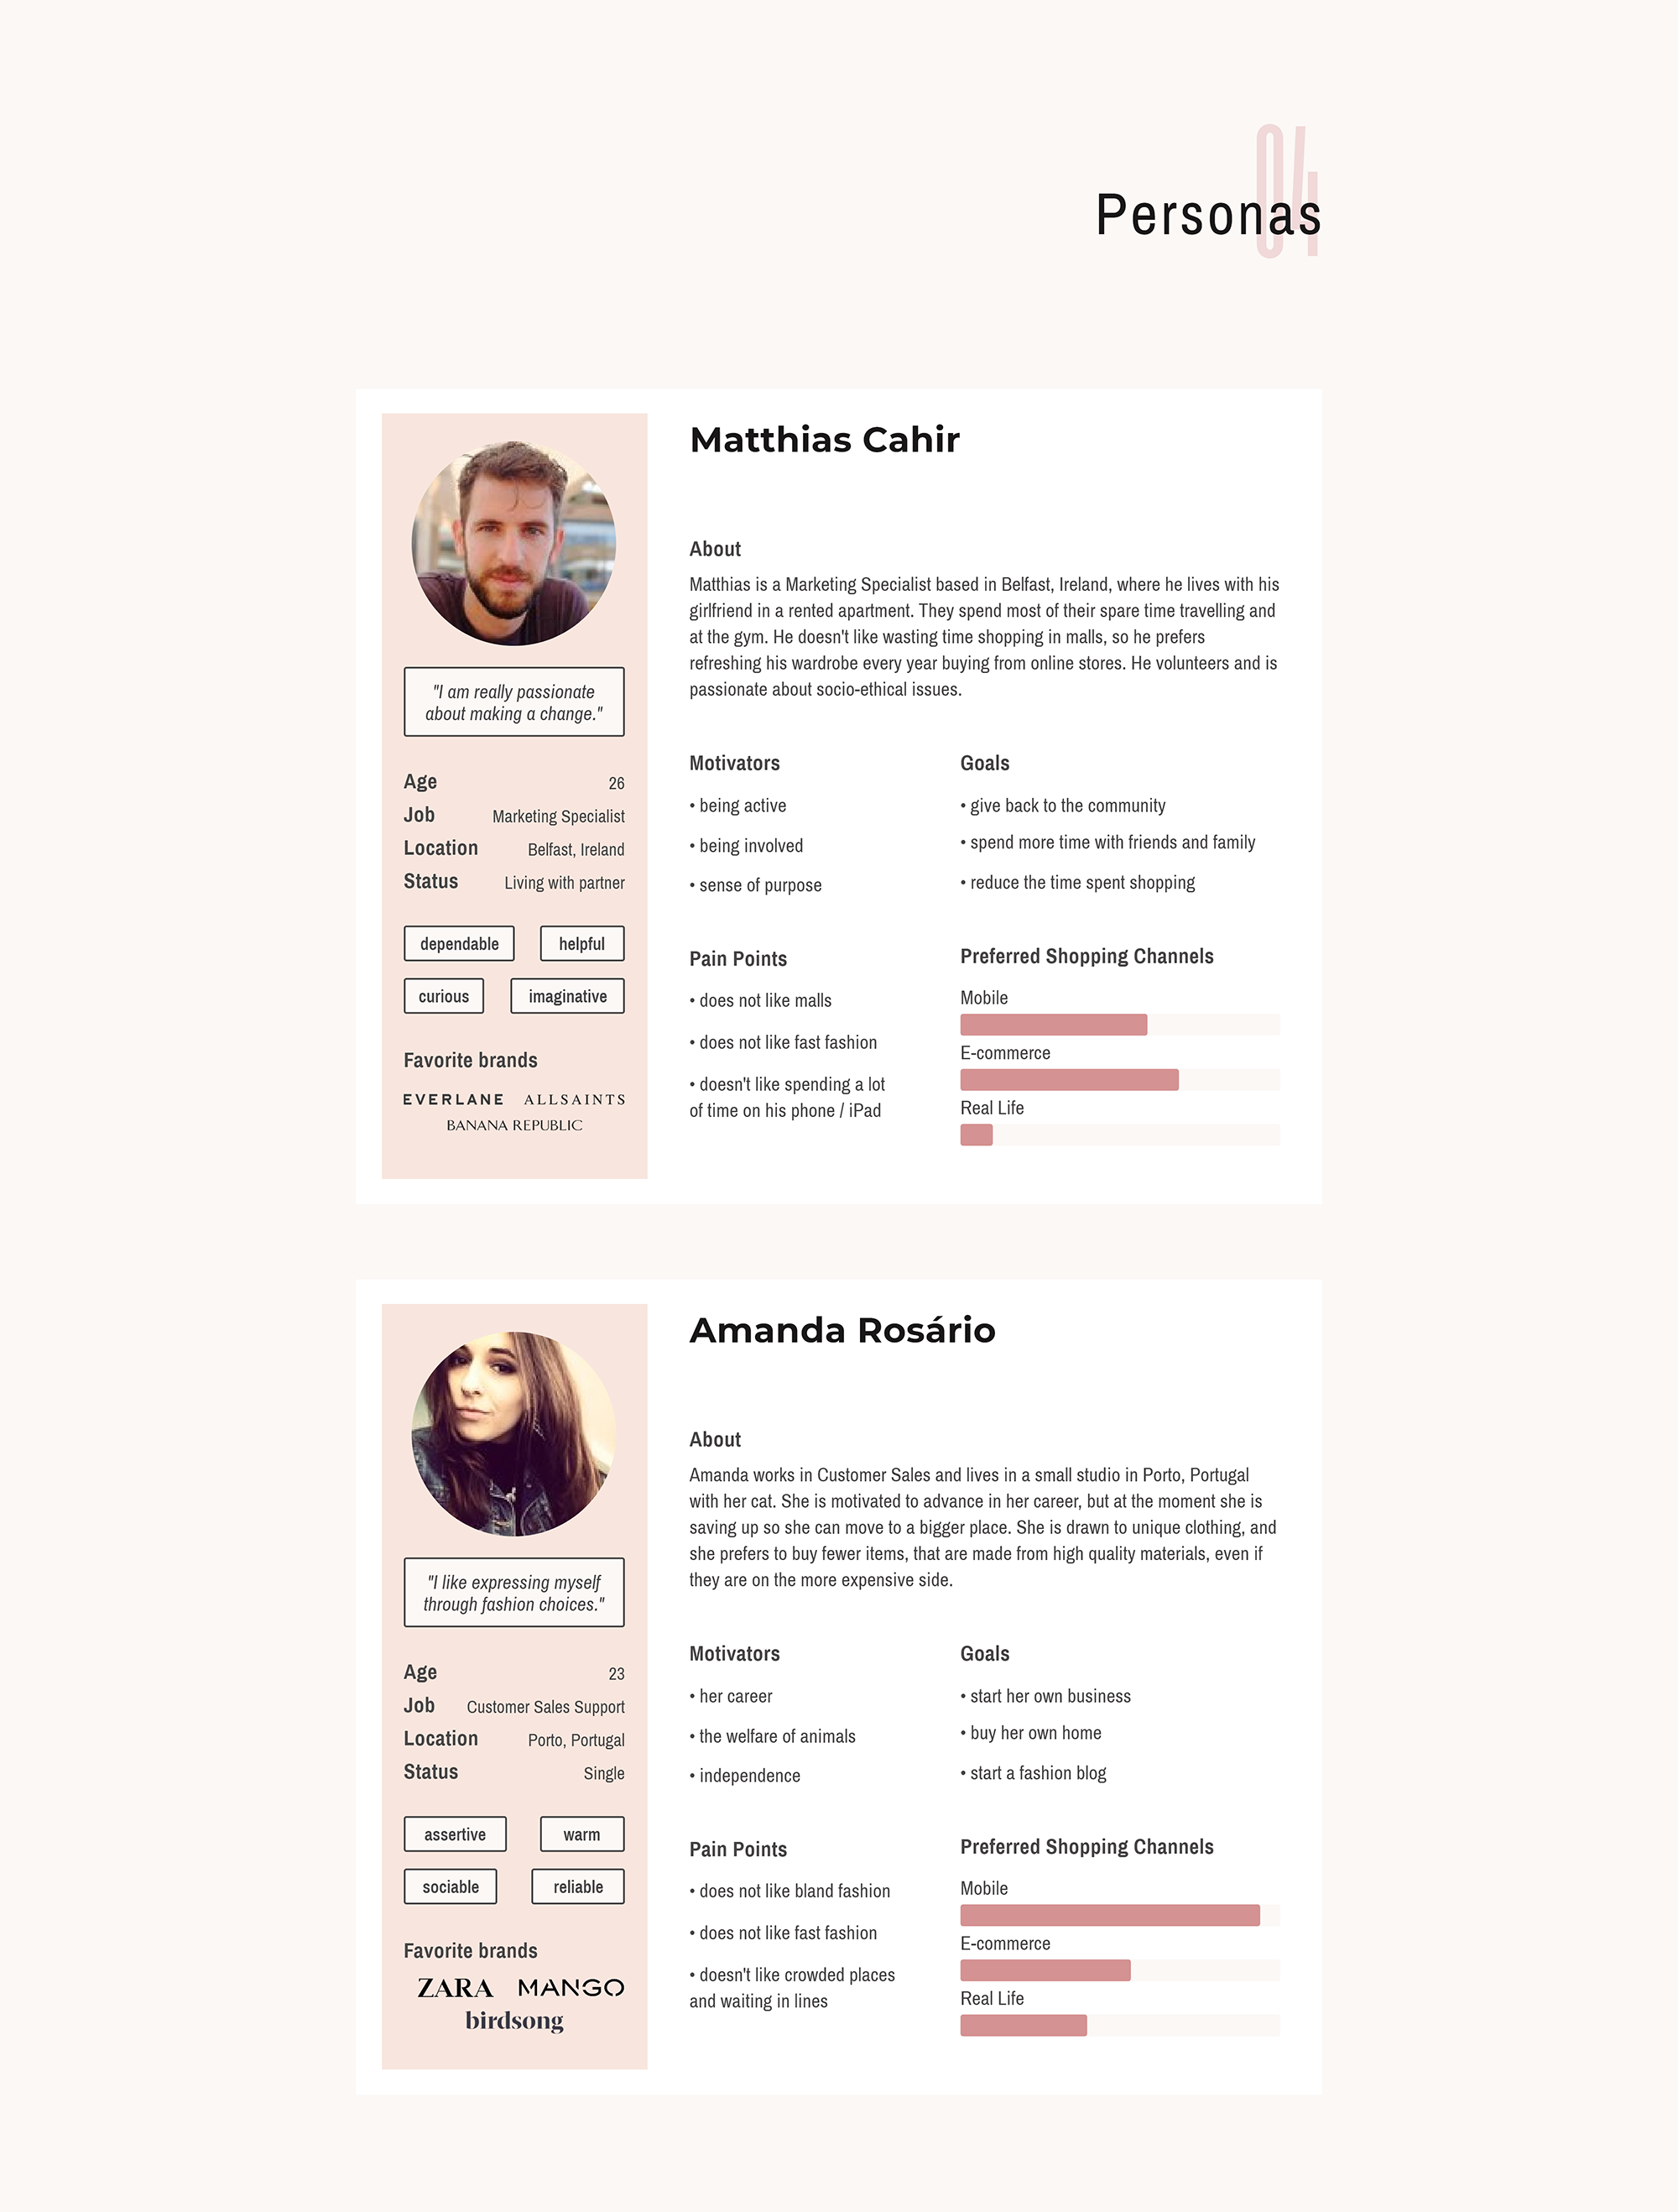 04
Personas
Matthias Cahir
"I am really passionate
about making a change."
Age 26
Job Marketing Specialist
Location Belfast, Ireland
Status Living with partner
dependable helpful
curious imaginative
Favorite brands
EVERLANE ALLSAINTS
BANANA REPUBLIC
About
Matthias is a Marketing Specialist based in Belfast, Ireland, where he lives with his
girlfriend in a rented apartment. They spend most of their spare time travelling and
at the gym. He doesn't like wasting time shopping in malls, so he prefers
refreshing his wardrobe every year buying from online stores. He volunteers and is
passionate about socio-ethical issues.
Motivators
• being active
• being involved
• sense of purpose
Goals
• give back to the community
• spend more time with friends and family
• reduce the time spent shopping
Pain Points
• does not like malls
• does not like fast fashion
• doesn't like spending a lot
of time on his phone / iPad
Preferred Shopping Channels
Mobile
E-commerce
Real Life
Amanda Rosário
"I like expressing myself
through fashion choices."
Age 23
Job Customer Sales Support
Location Porto, Portugal
Status Single
assertive warm
sociable reliable
Favorite brands
ZARA MANGO
birdsong
About
Amanda works in Customer Sales and lives in a small studio in Porto, Portugal
with her cat. She is motivated to advance in her career, but at the moment she is
saving up so she can move to a bigger place. She is drawn to unique clothing, and
she prefers to buy fewer items, that are made from high quality materials, even if
they are on the more expensive side.
Motivators
• her career
• the welfare of animals
• independence
Goals
• start her own business
• buy her own home
• start a fashion blog
Pain Points
• does not like bland fashion
• does not like fast fashion
• doesn't like crowded places
and waiting in lines
Preferred Shopping Channels
Mobile
E-commerce
Real Life